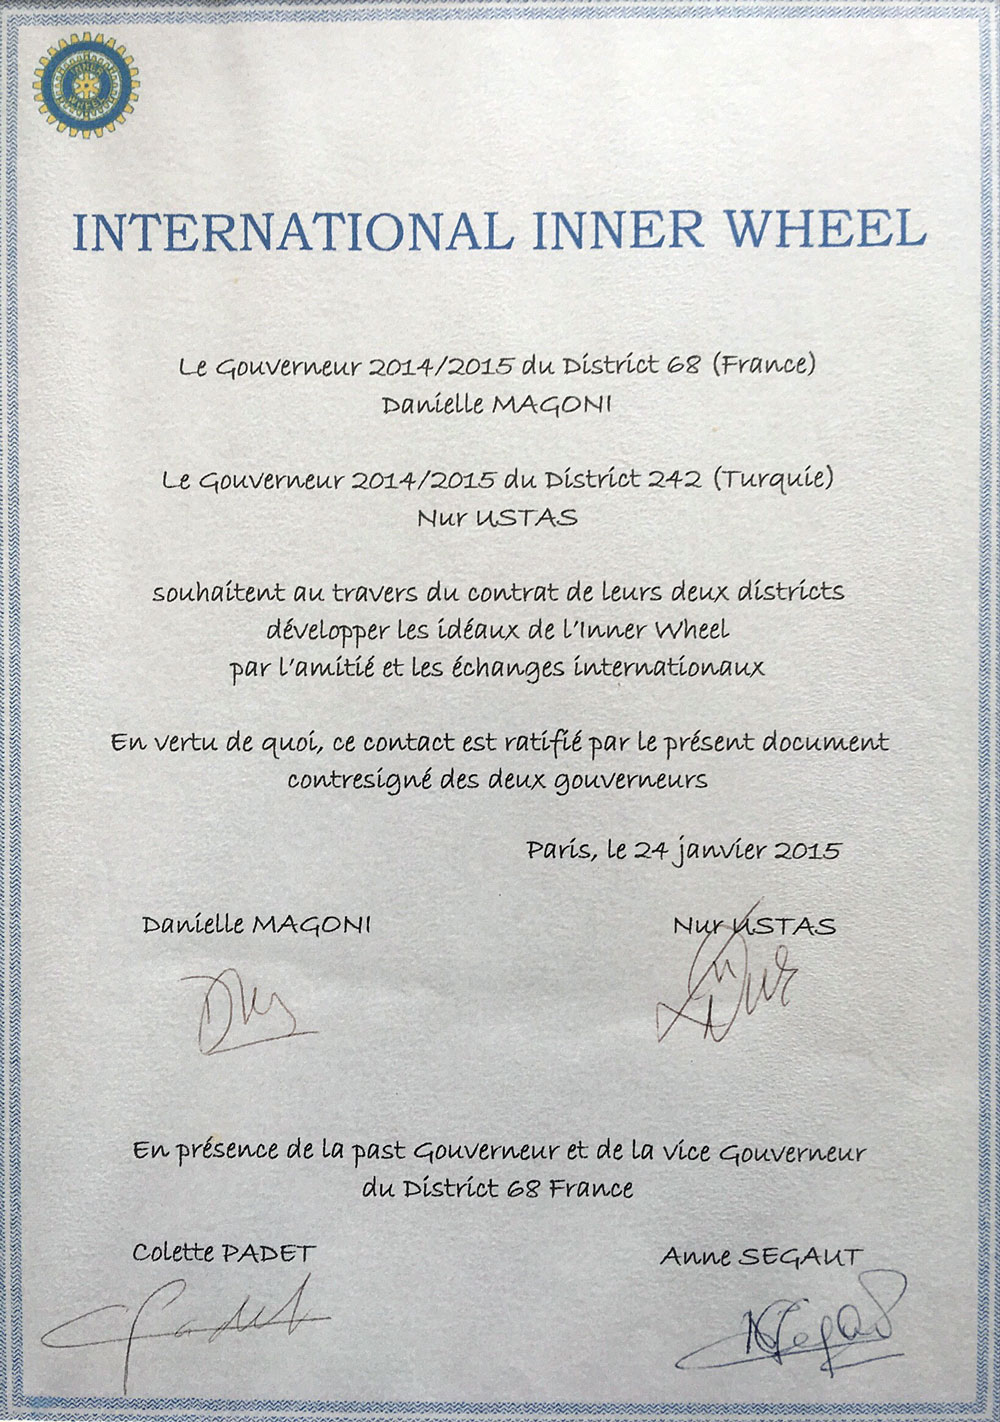 INNER
WHEEL
INTERNATIONAL INNER WHEEL
Le Gouverneur 2014/2015 du District 68 (France)
Danielle MAGONI
Le Gouverneur 2014/2015 du District 242 (Turquie)
Nur USTAS
souhaitent au travers du contrat de leurs deux districts
développer les idéaux de l'Inner Wheel
par l'amitié et les échanges internationaux
En vertu de quoi, ce contact est ratifié par le présent document
contresigné des deux gouverneurs
Paris, le 24 janvier 2015
Danielle MAGONI
Nur USTAS
En présence de la past Gouverneur et de la vice Gouverneur
du District 68 France
Colette PADET
Anne SEGAUT